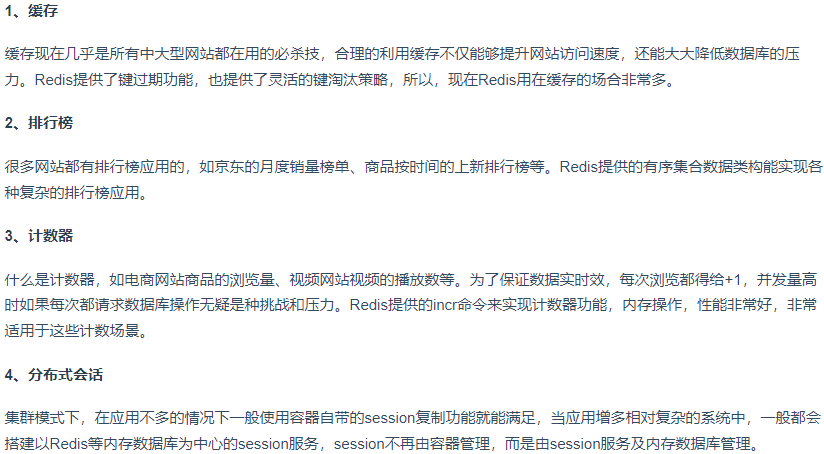 1、缓存
缓存现在几乎是所有中大型网站都在用的必杀技，合理的利用缓存不仅能够提升网站访问速度，还能大大降低数据库的压
力。Redis提供了键过期功能，也提供了灵活的键淘汰策略，所以，现在Redis用在缓存的场合非常多。
2、排行榜
很多网站都有排行榜应用的，如京东的月度销量榜单、商品按时间的上新排行榜等。Redis提供的有序集合数据类构能实现各
种复杂的排行榜应用。
3、计数器
什么是计数器，如电商网站商品的浏览量、视频网站视频的播放数等。为了保证数据实时效，每次浏览都得给+1，并发量高
时如果每次都请求数据库操作无疑是种挑战和压力。Redis提供的incr命令来实现计数器功能，内存操作，性能非常好，非常
适用于这些计数场景。
4、分布式会话
集群模式下，在应用不多的情况下一般使用容器自带的session复制功能就能满足，当应用增多相对复杂的系统中，一般都会
搭建以Redis等内存数据库为中心的session服务，session不再由容器管理，而是由session服务及内存数据库管理。